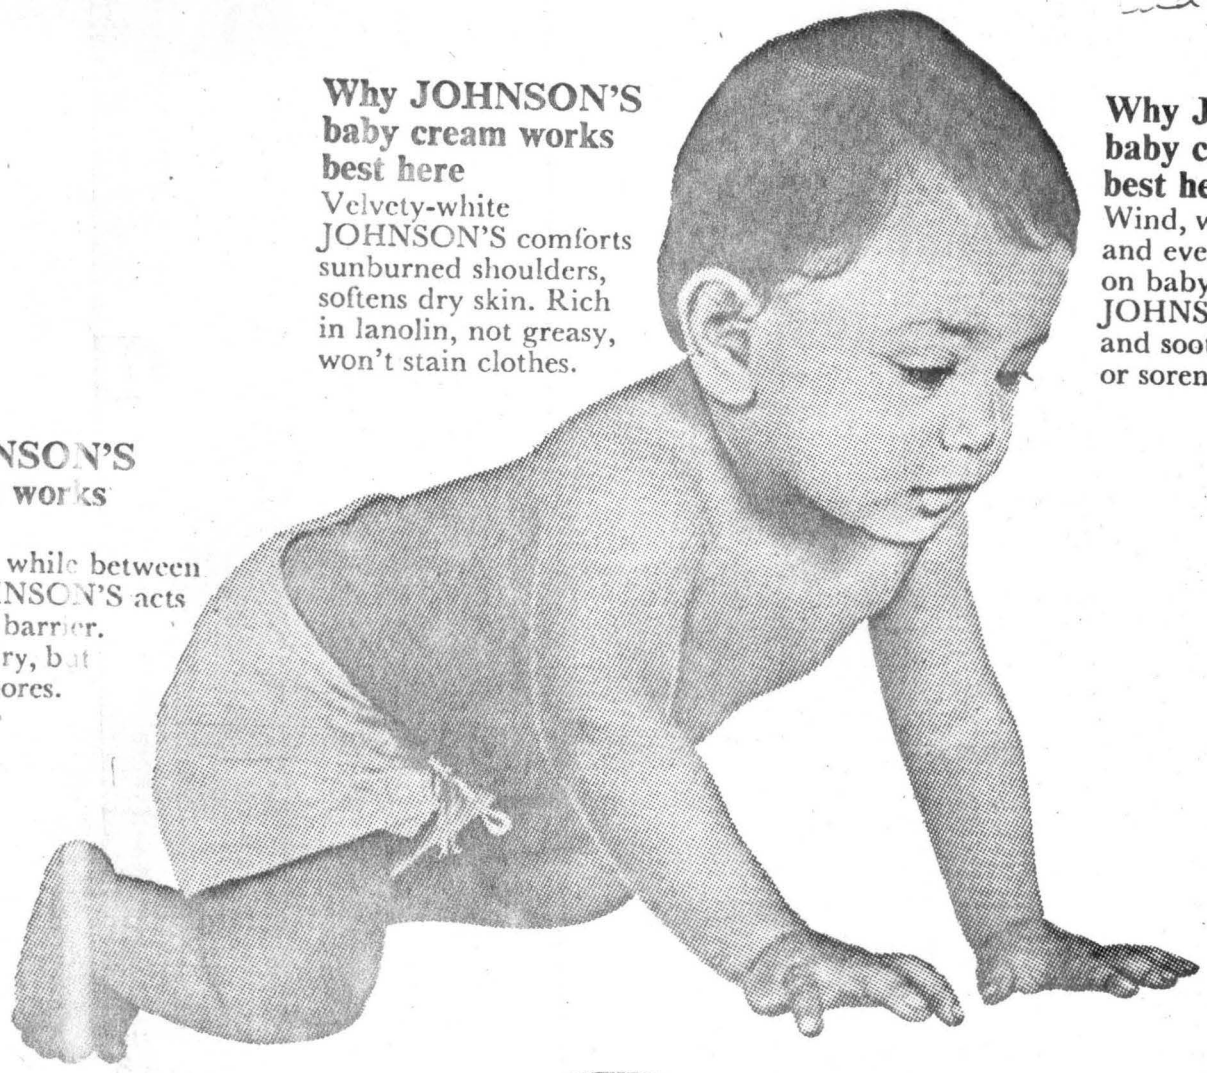 Why JOHNSON'S
baby cream works
best here
Velvety-white
JOHNSON'S comforts
sunburned shoulders,
softens dry skin. Rich
in lanolin, not greasy,
won't stain clothes.
Why J
baby c
best he
Wind, w
and eve
on baby
JOHNS
and soot
or soren
NSON'S
works
while between
NSON'S acts
barrier.
ry, but
ores.